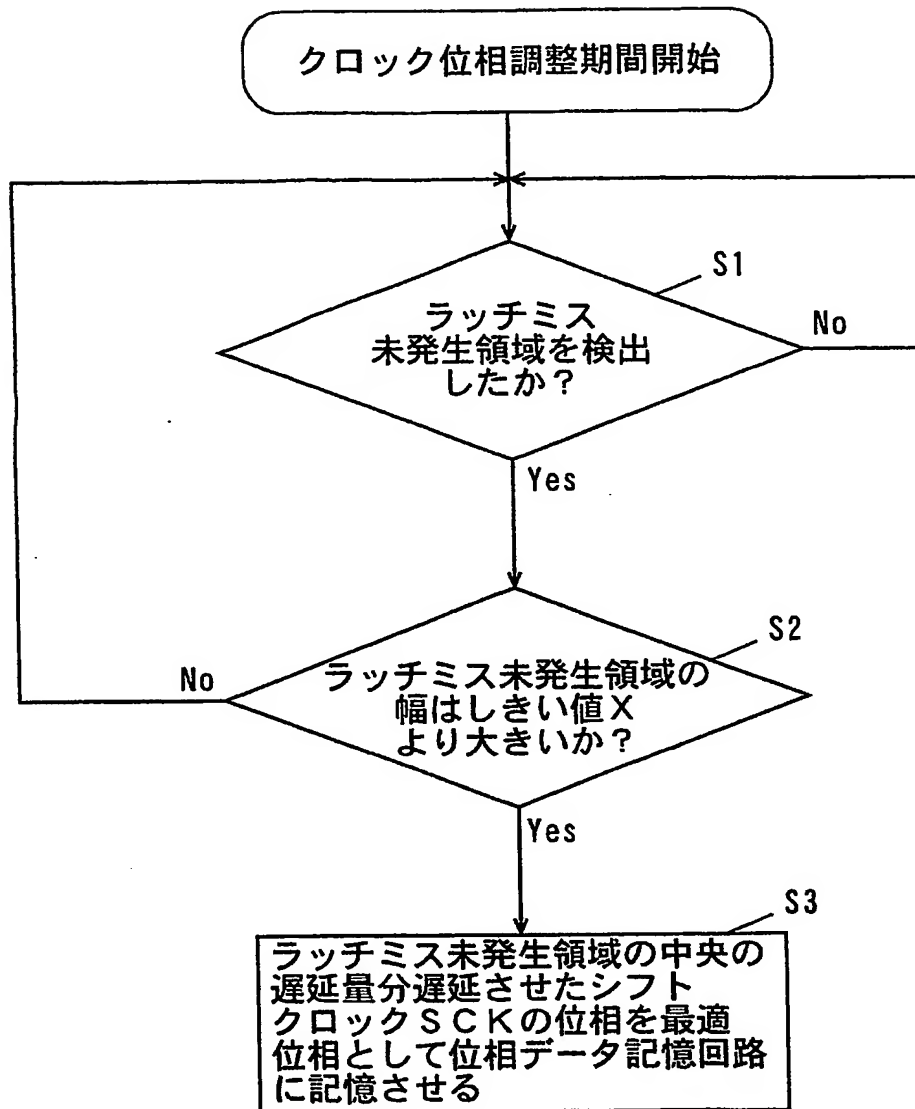 クロック位相調整期間開始
S1
ラッチミス
未発生領域を検出
したか？
No
Yes
S2
No
ラッチミス未発生領域の
幅はしきい値X
より大きいか？
Yes
S3
ラッチミス未発生領域の中央の
遅延量分遅延させたシフト
クロックSCKの位相を最適
位相として位相データ記憶回路
に記憶させる